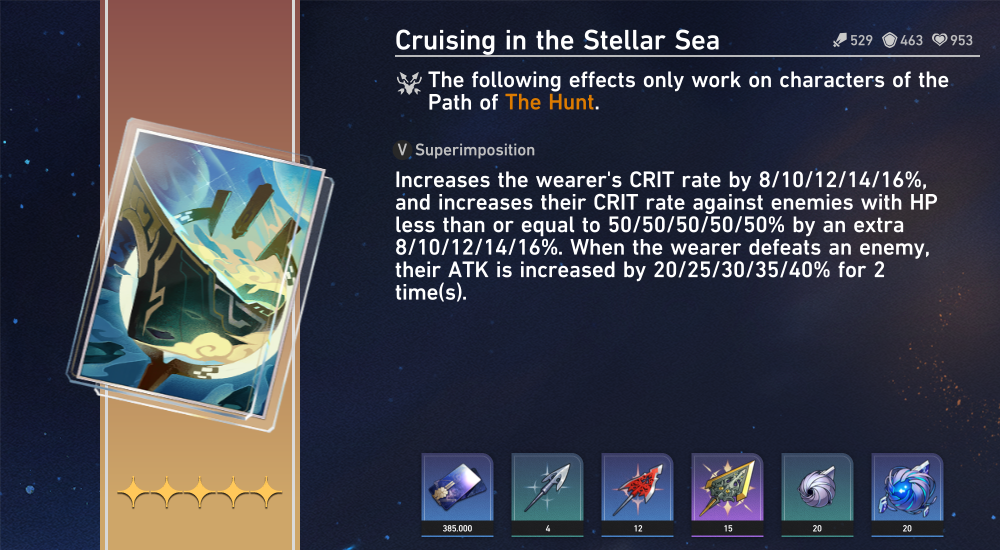 Cruising in the Stellar Sea
529 463 953
The following effects only work on characters of the
Path of The Hunt.
V Superimposition
Increases the wearer's CRIT rate by 8/10/12/14/16%,
and increases their CRIT rate against enemies with HP
less than or equal to 50/50/50/50/50% by an extra
8/10/12/14/16%. When the wearer defeats an enemy,
their ATK is increased by 20/25/30/35/40% for 2
time(s).
385.000 4 12 15 20 20